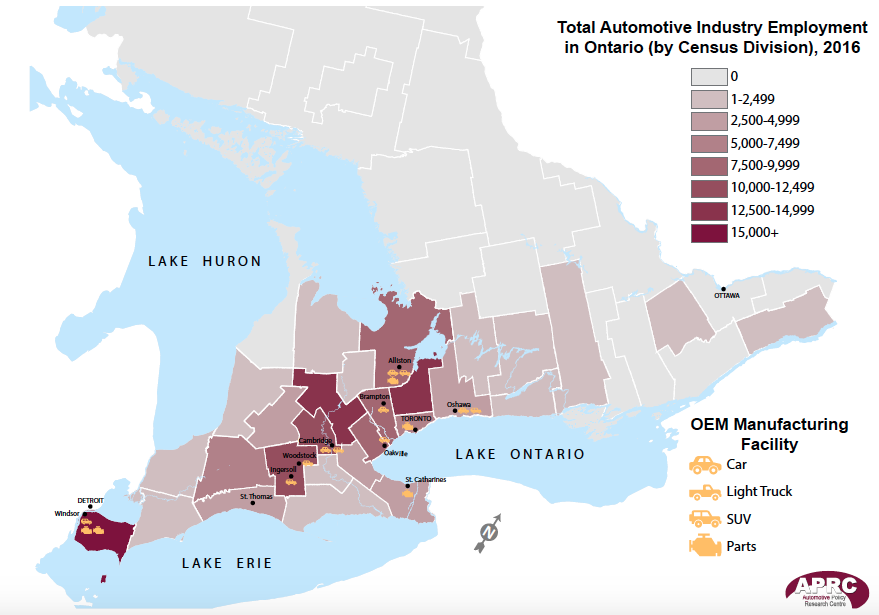 Total Automotive Industry Employment
in Ontario (by Census Division), 2016
0
1-2,499
2,500-4,999
5,000-7,499
7,500-9,999
10,000-12,499
12,500-14,999
15,000+
LAKE HURON
OTTAWA
Alliston
Brampton
Oshawa
TORONTO
Cambridge
Oakville
LAKE ONTARIO
Woodstock
Ingersoll
St. Catharines
St. Thomas
DETROIT
Windsor
LAKE ERIE
N
OEM Manufacturing
Facility
Car
Light Truck
SUV
Parts
APRC
Automotive Policy
Research Centre